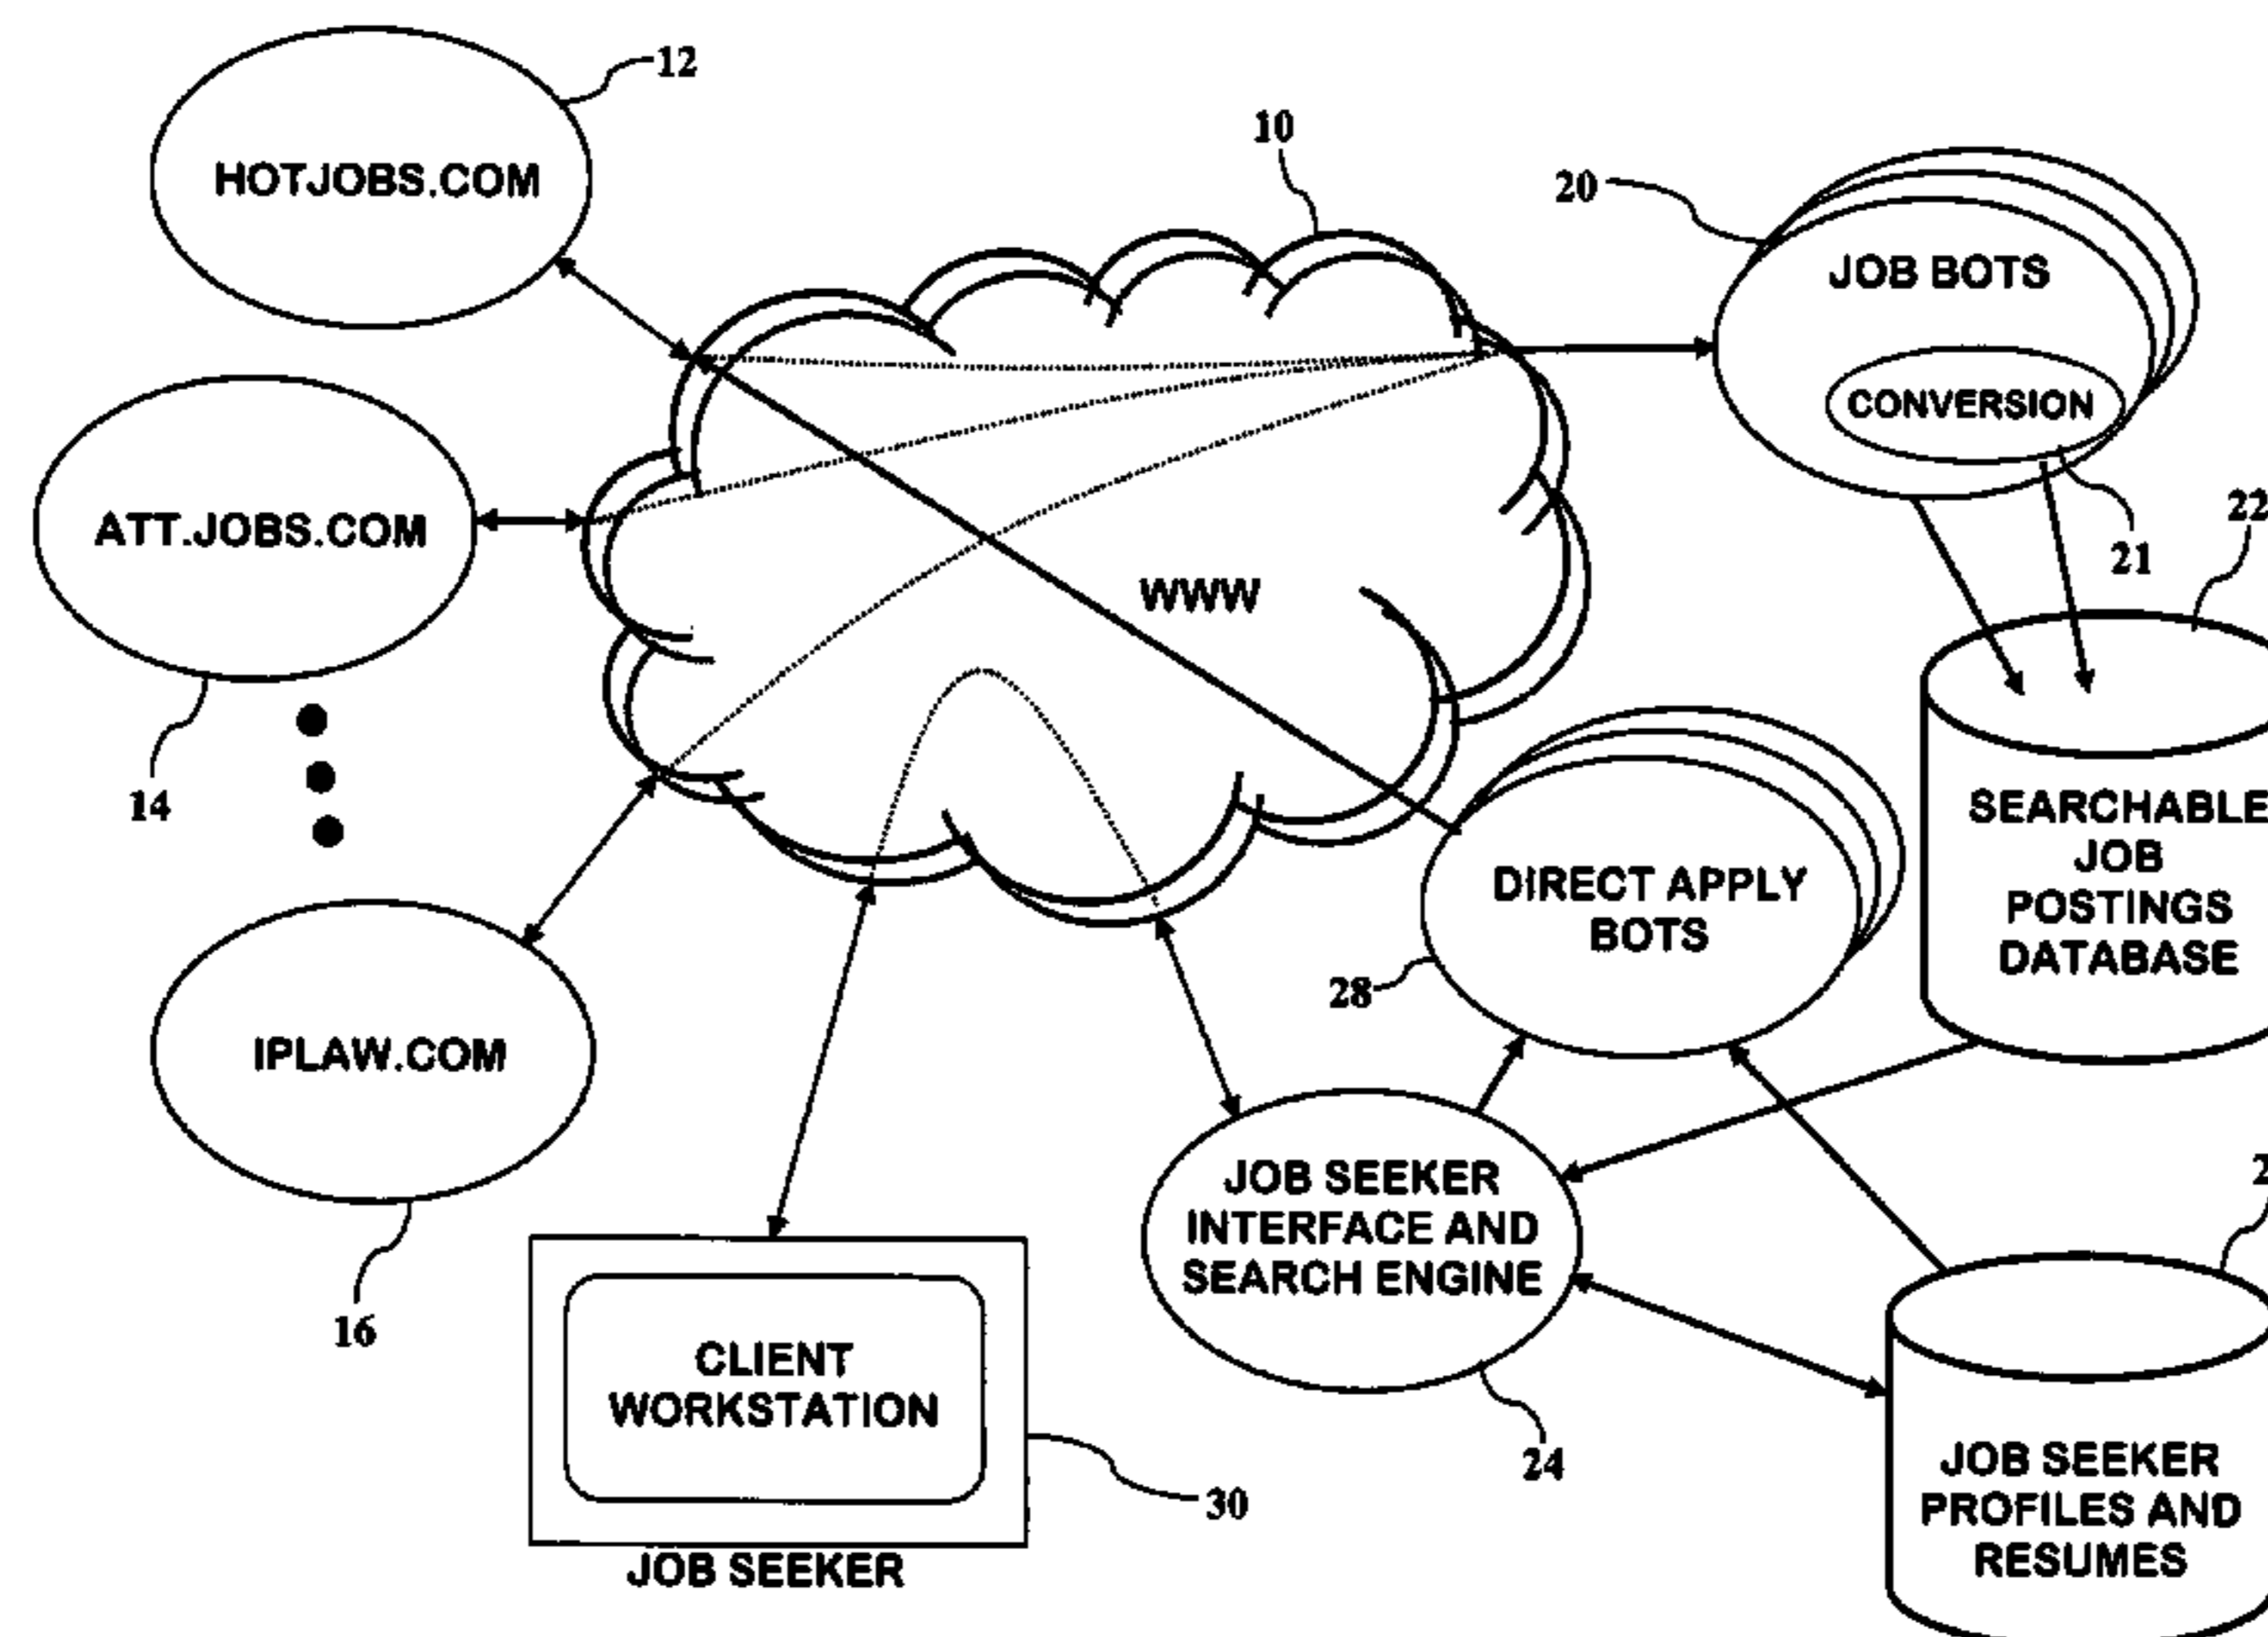 12
HOTJOBS.COM
10
20
JOB BOTS
CONVERSION
ATT.JOBS.COM
21
22
WWW
14
SEARCHABLE
JOB
POSTINGS
DATABASE
DIRECT APPLY
BOTS
28
IPLAW.COM
16
JOB SEEKER
INTERFACE AND
SEARCH ENGINE
24
CLIENT
WORKSTATION
30
JOB SEEKER
JOB SEEKER
PROFILES AND
RESUMES